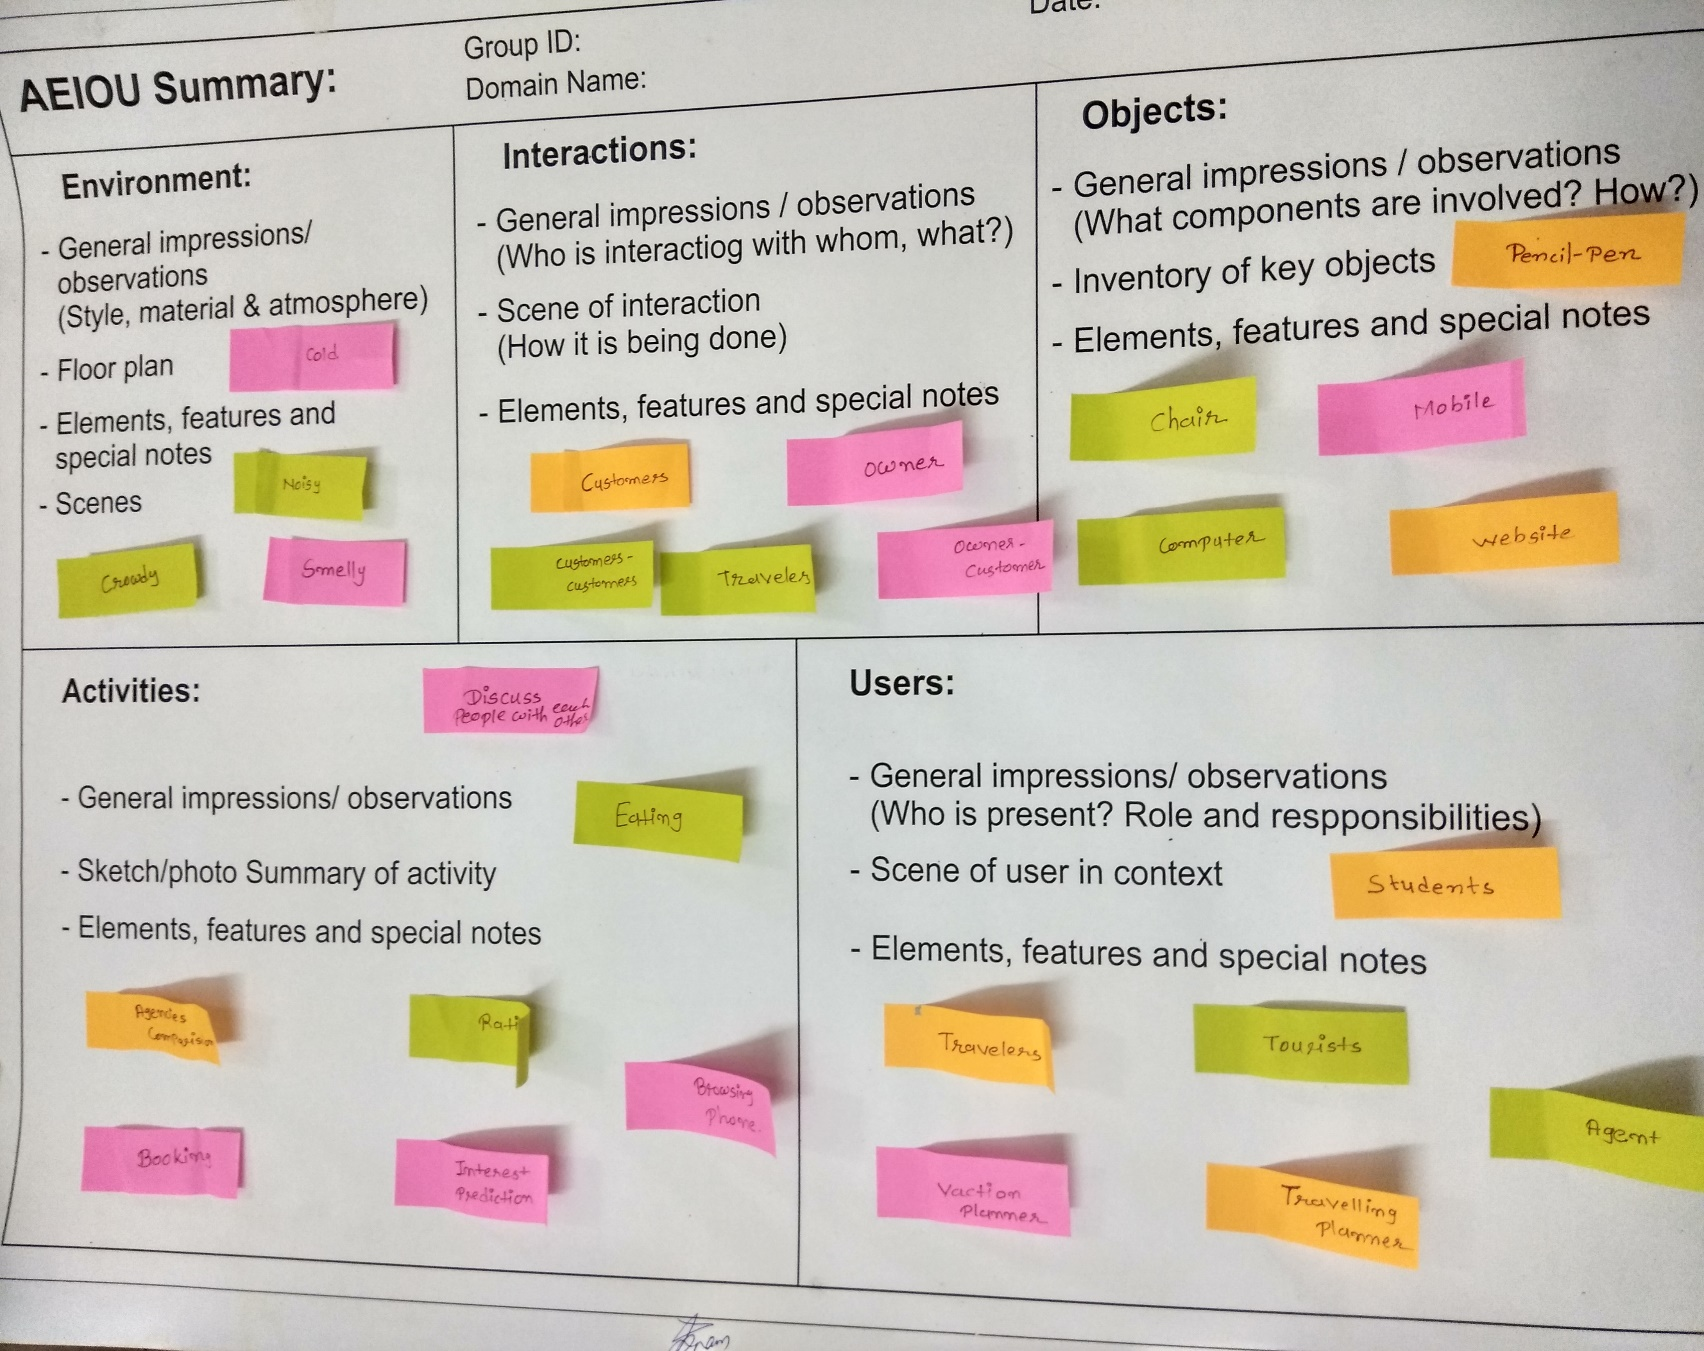 Date:
Group ID:
AEIOU Summary:
Domain Name:
Environment:
- General impressions/
observations
(Style, material & atmosphere)
- Floor plan
Cold
- Elements, features and
special notes
Noisy
- Scenes
Crowdy
Smelly
Interactions:
- General impressions / observations
(Who is interactiog with whom, what?)
- Scene of interaction
(How it is being done)
- Elements, features and special notes
Customers
Owner
Customers-
customers
Traveler
Owner-
Customer
Objects:
- General impressions / observations
(What components are involved? How?)
- Inventory of key objects
Pencil-Pen
- Elements, features and special notes
Chair
Mobile
Computer
Website
Activities:
Discuss
People with each
other
- General impressions/ observations
Eating
- Sketch/photo Summary of activity
- Elements, features and special notes
Agencies
Comparision
Rati
Browsing
Phone
Booking
Interest
Prediction
Users:
- General impressions/ observations
(Who is present? Role and respponsibilities)
- Scene of user in context
Students
- Elements, features and special notes
Travelers
Tourists
Agent
Vaction
Planner
Travelling
Planner